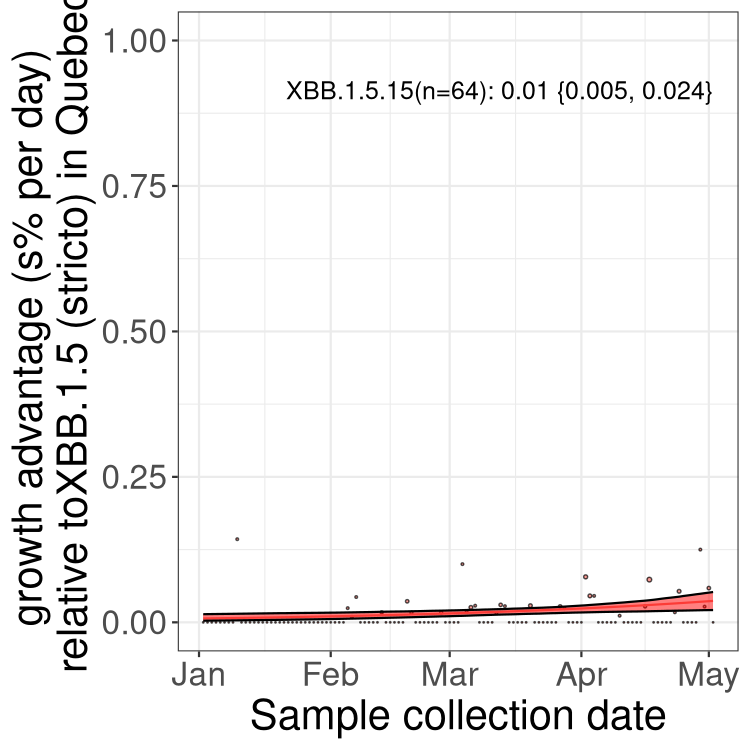 growth advantage (s% per day)
relative toXBB.1.5 (stricto) in Quebec
1.00
XBB.1.5.15(n=64): 0.01 {0.005, 0.024}
0.75
0.50
0.25
0.00
Jan Feb Mar Apr May
Sample collection date